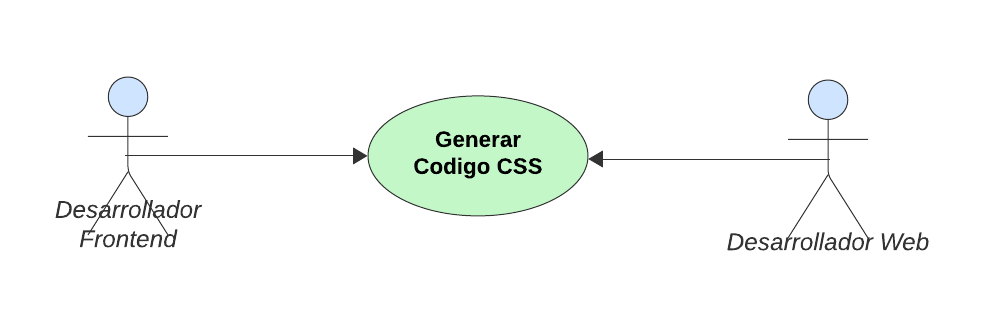 Generar
Codigo CSS
Desarrollador
Frontend
Desarrollador Web